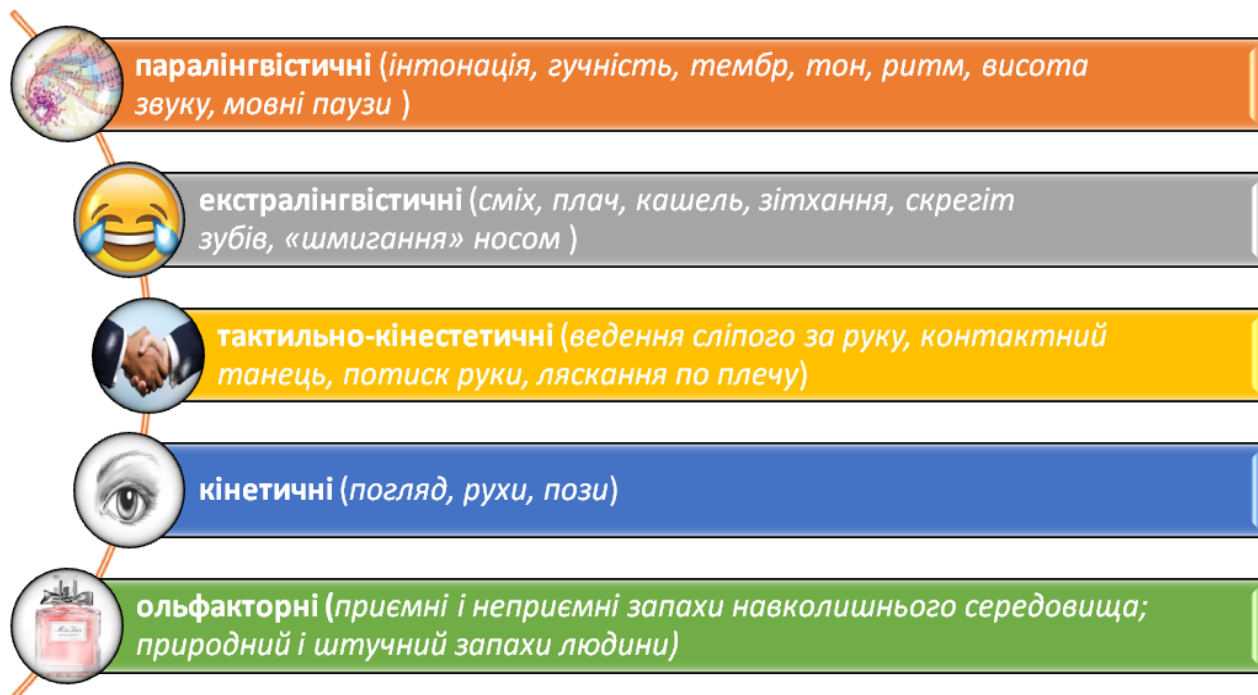 паралінгвістичні (інтонація, гучність, тембр, тон, ритм, висота
звуку, мовні паузи )
екстралінгвістичні (сміх, плач, кашель, зітхання, скрегіт
зубів, «шмигання» носом )
тактильно-кінестетичні (ведення сліпого за руку, контактний
танець, потиск руки, ляскання по плечу)
кінетичні (погляд, рухи, пози)
ольфакторні (приємні і неприємні запахи навколишнього середовища;
природний і штучний запахи людини)
Miss Dior